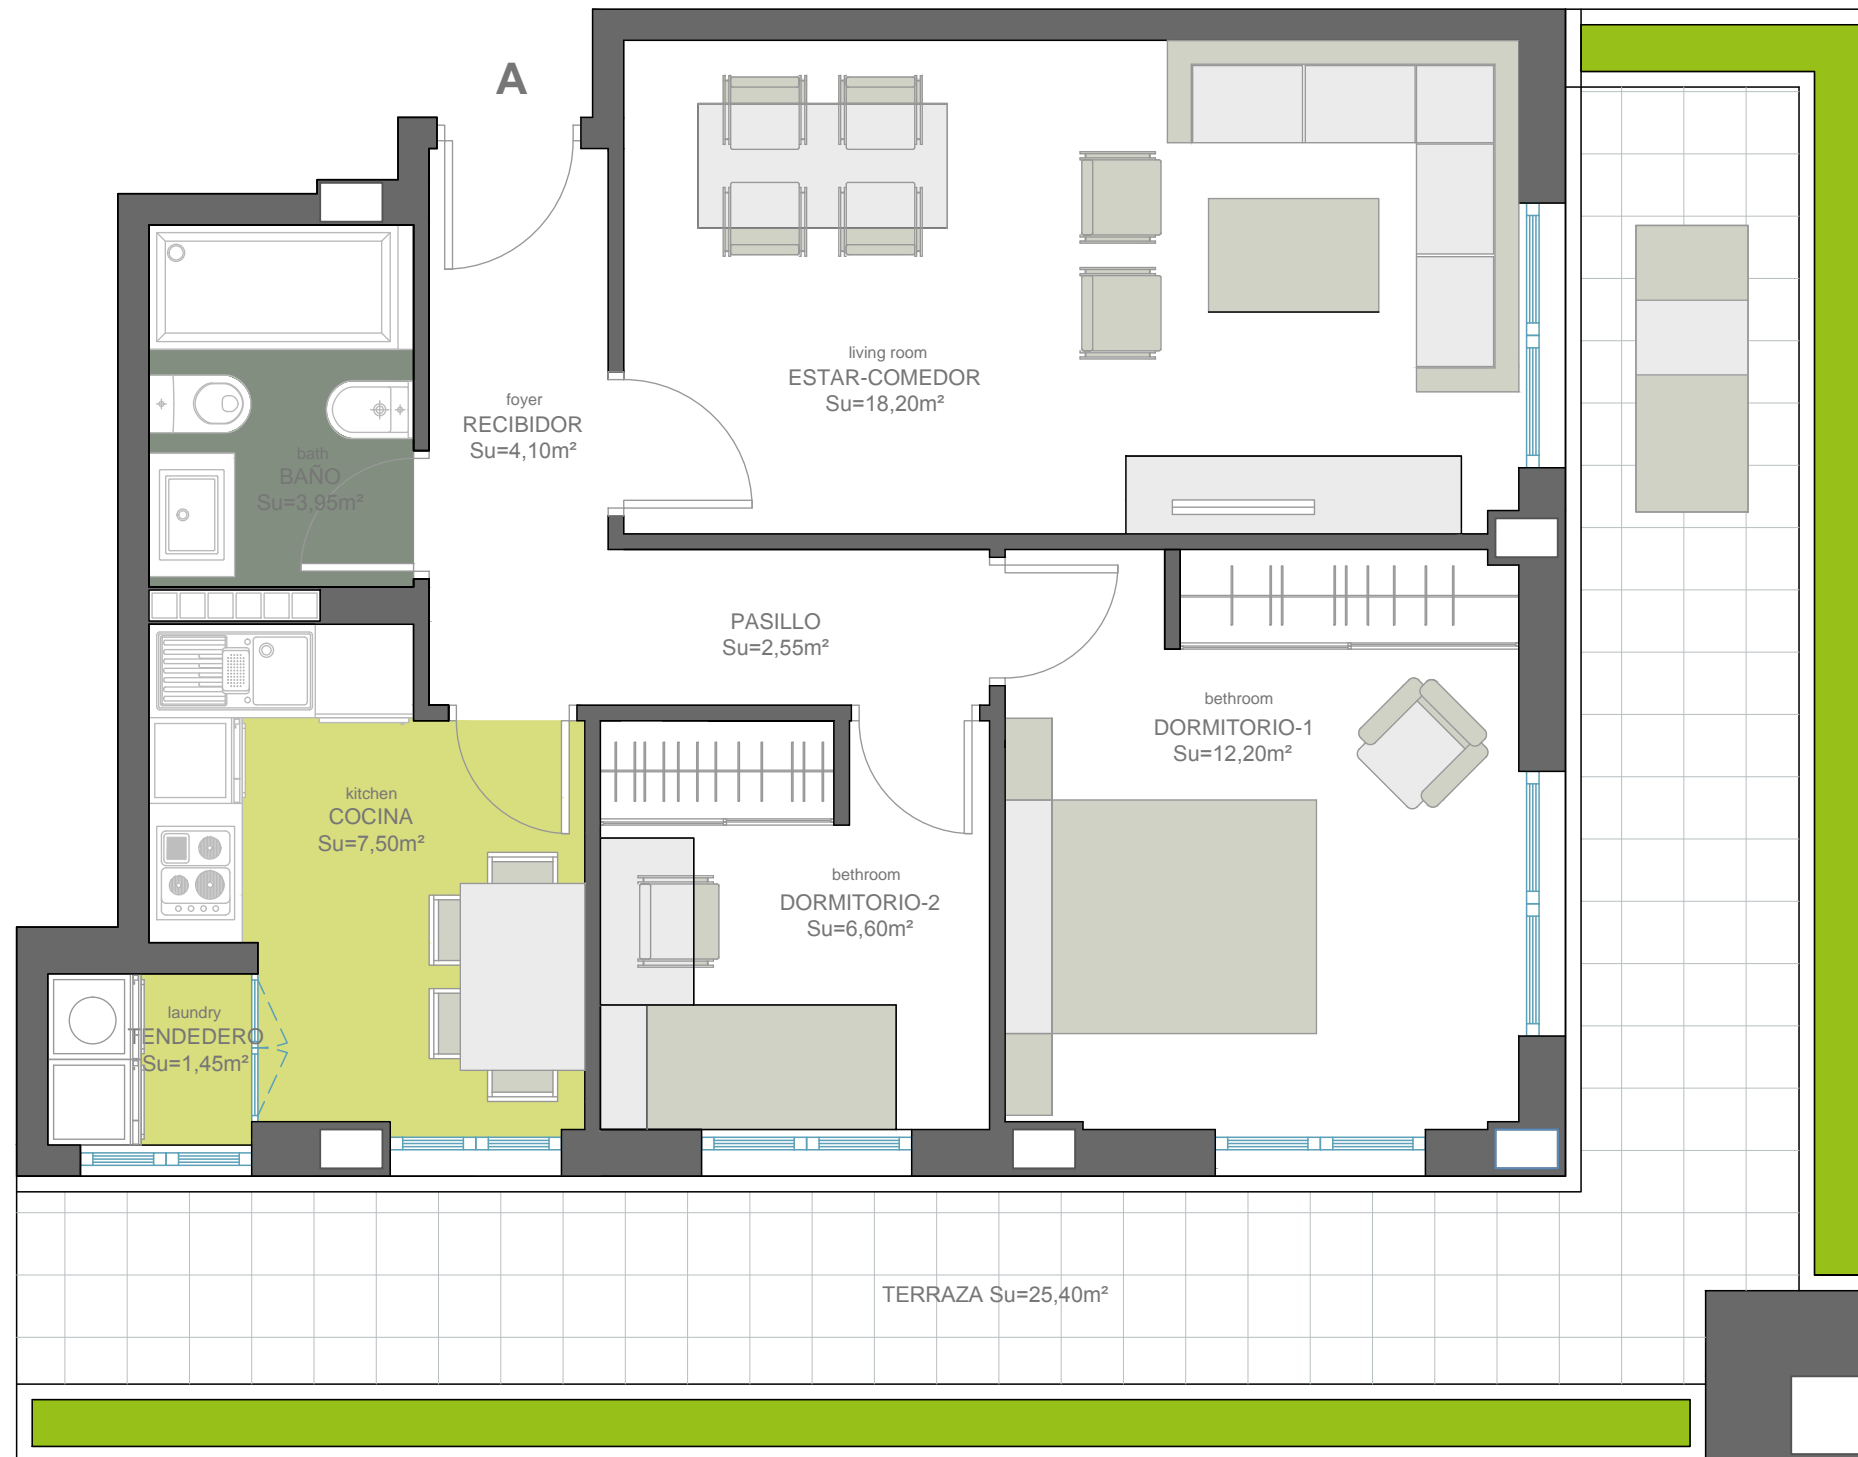 A
living room
ESTAR-COMEDOR
Su=18,20m²
foyer
RECIBIDOR
Su=4,10m²
bath
BAÑO
Su=3,95m²
PASILLO
Su=2,55m²
bethroom
DORMITORIO-1
Su=12,20m²
kitchen
COCINA
Su=7,50m²
bethroom
DORMITORIO-2
Su=6,60m²
laundry
TENDEDERO
Su=1,45m²
TERRAZA Su=25,40m²